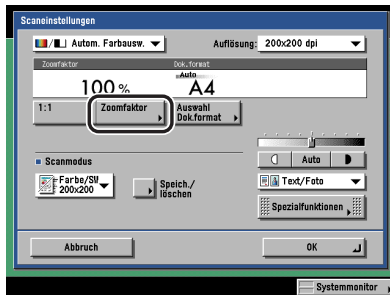 Scaneinstellungen
Autom. Farbausw.
Auflösung: 200x200 dpi
Zoomfaktor Dok.format
Auto
100 % A4
1:1 Zoomfaktor Auswahl
Dok.format
Scanmodus
Auto
Farbe/SW
200x200
Speich./
löschen
Text/Foto
Spezialfunktionen
Abbruch OK
Systemmonitor